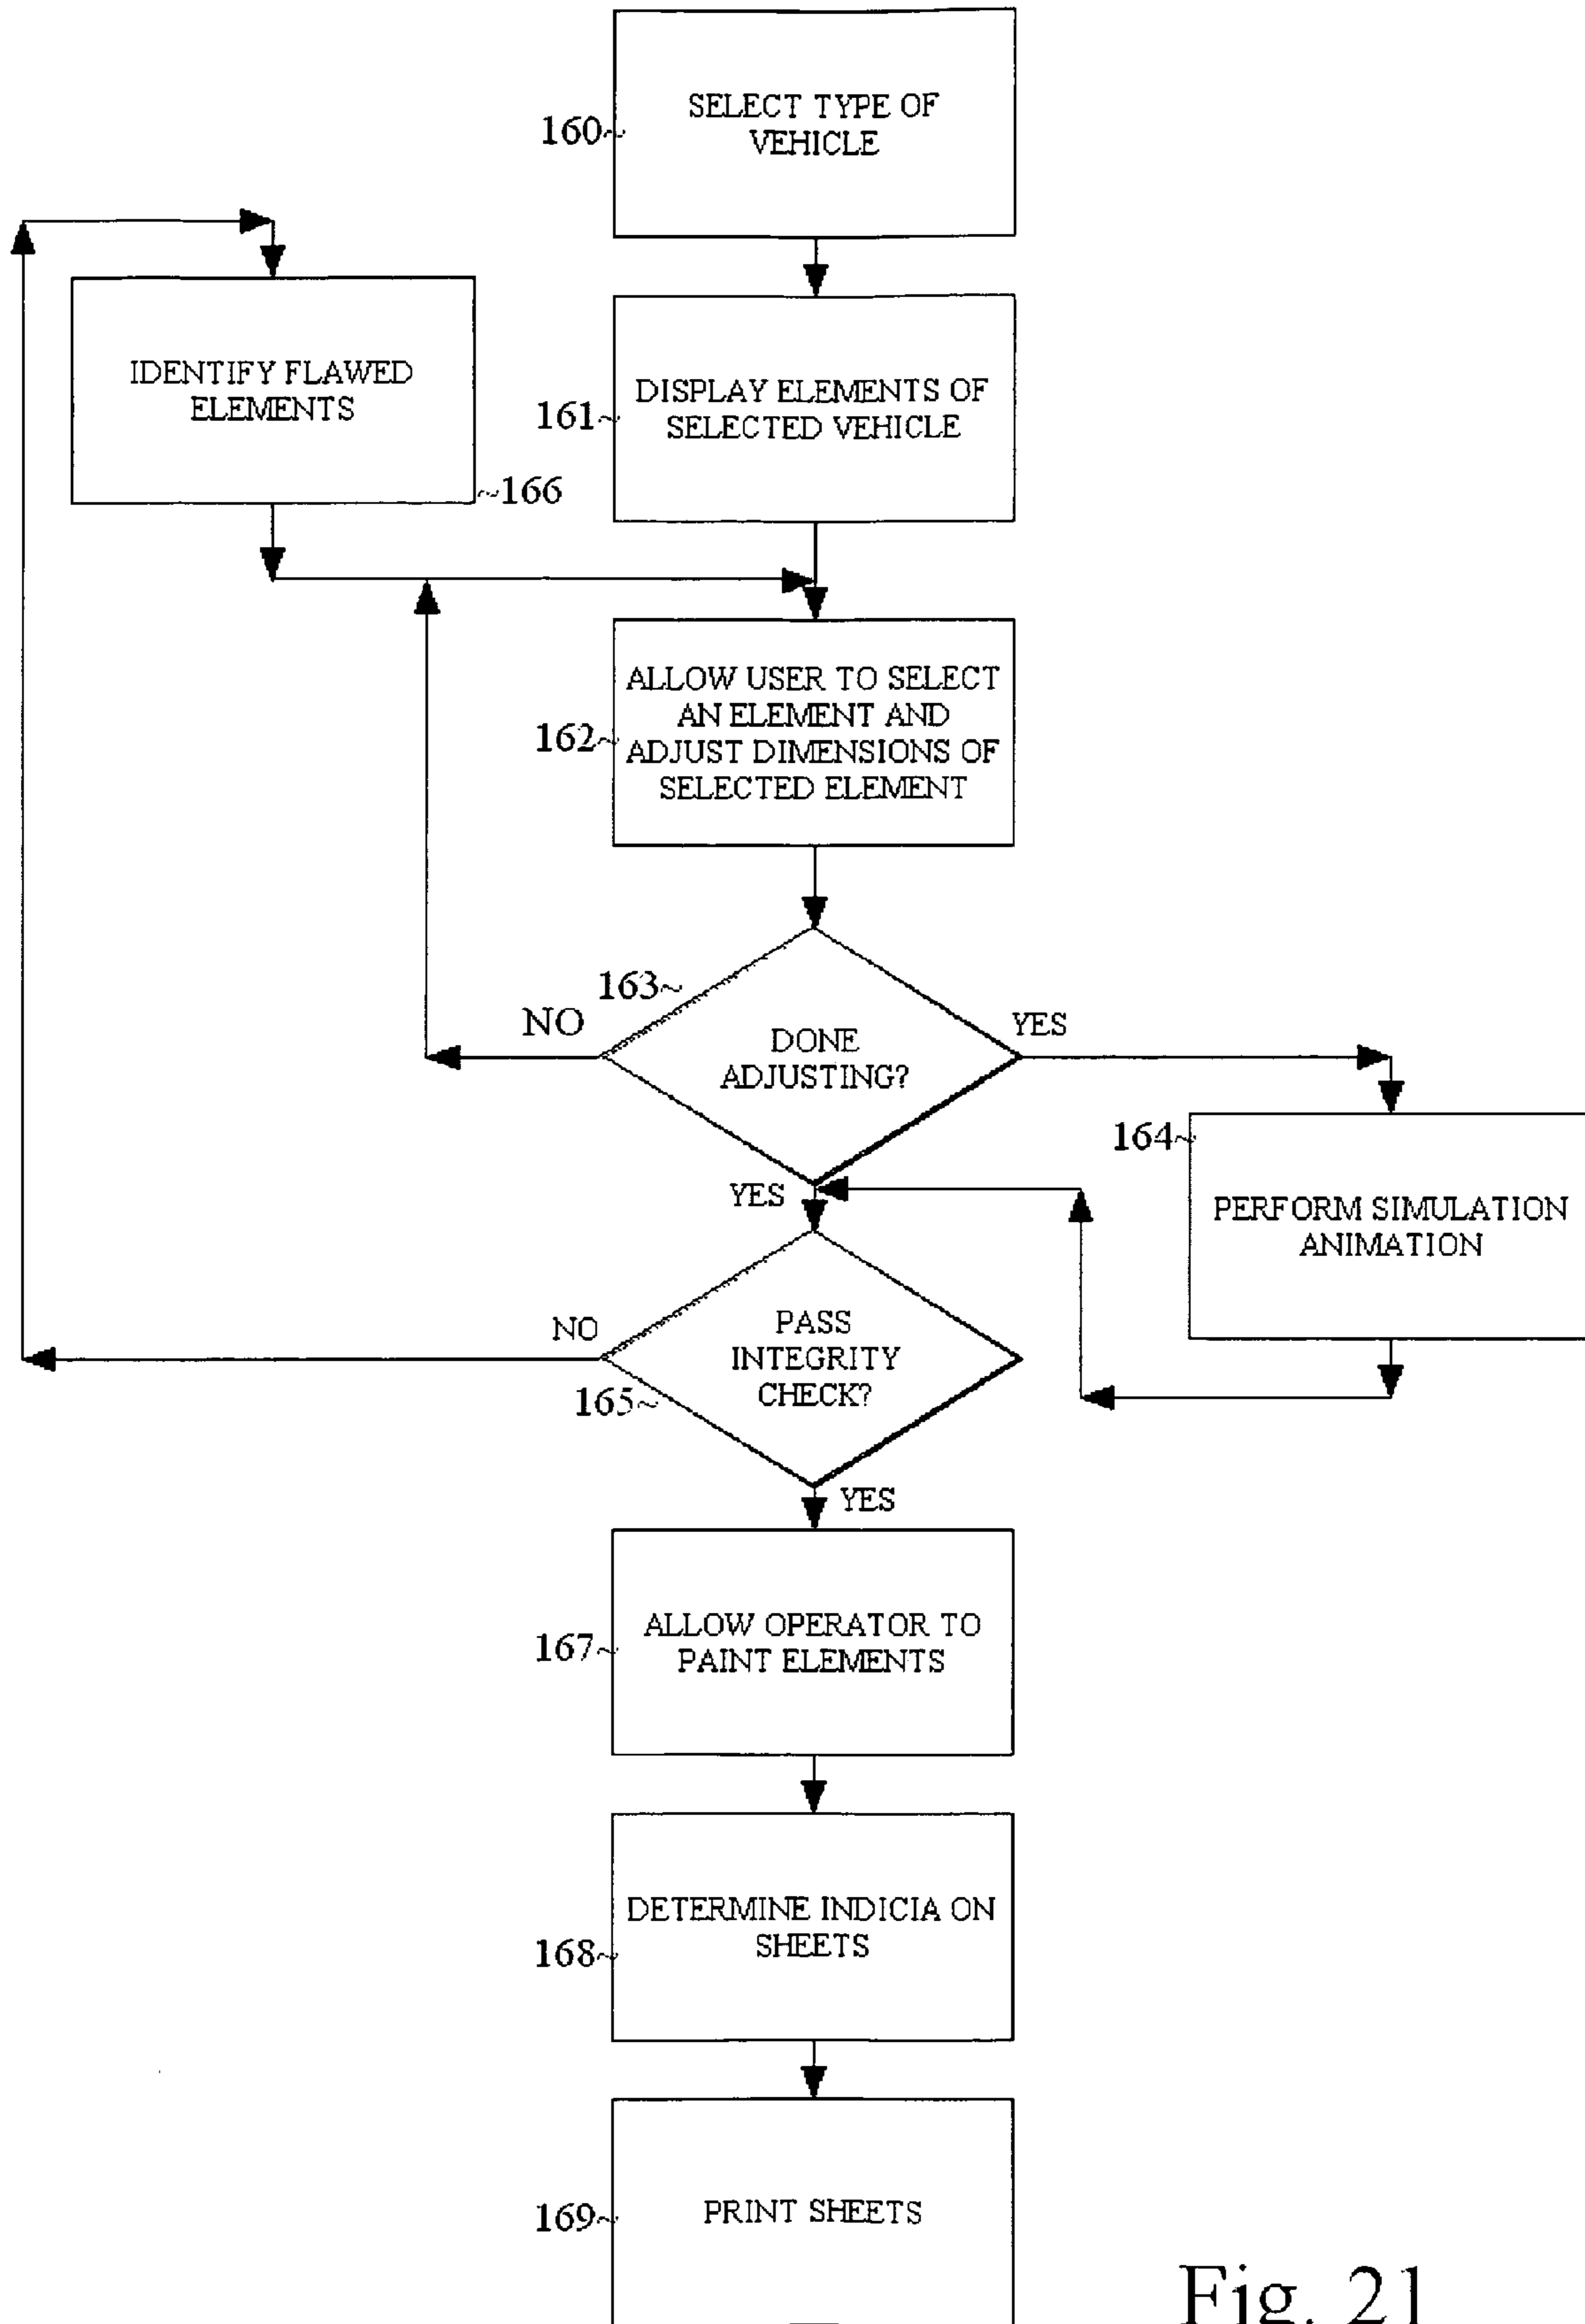 SELECT TYPE OF
VEHICLE
160~
IDENTIFY FLAWED
ELEMENTS
~166
DISPLAY ELEMENTS OF
SELECTED VEHICLE
161~
ALLOW USER TO SELECT
AN ELEMENT AND
ADJUST DIMENSIONS OF
SELECTED ELEMENT
162~
163~
DONE
ADJUSTING?
NO
YES
YES
164~
PERFORM SIMULATION
ANIMATION
PASS
INTEGRITY
CHECK?
165~
NO
YES
ALLOW OPERATOR TO
PAINT ELEMENTS
167~
DETERMINE INDICIA ON
SHEETS
168~
PRINT SHEETS
169~
Fig. 21